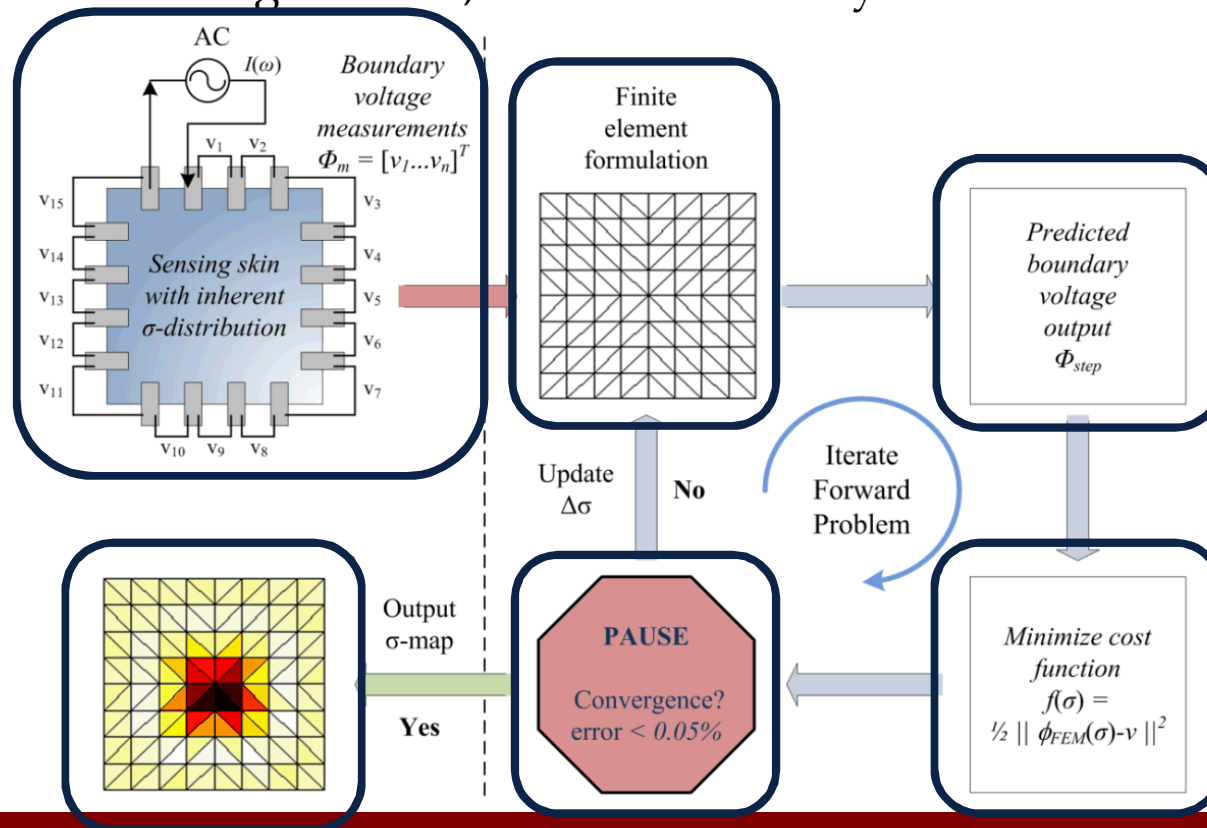 AC
I(ω)
Boundary
voltage
measurements
Φm = [v1...vn]^T
v1
v2
v15
v3
v14
v4
v13
v5
v12
v6
v11
v7
v10
v9
v8
Sensing skin
with inherent
σ-distribution
Finite
element
formulation
Predicted
boundary
voltage
output
Φstep
Update
Δσ
No
Iterate
Forward
Problem
Output
σ-map
Yes
PAUSE
Convergence?
error < 0.05%
Minimize cost
function
f(σ) =
½ || ϕFEM(σ)-v ||²